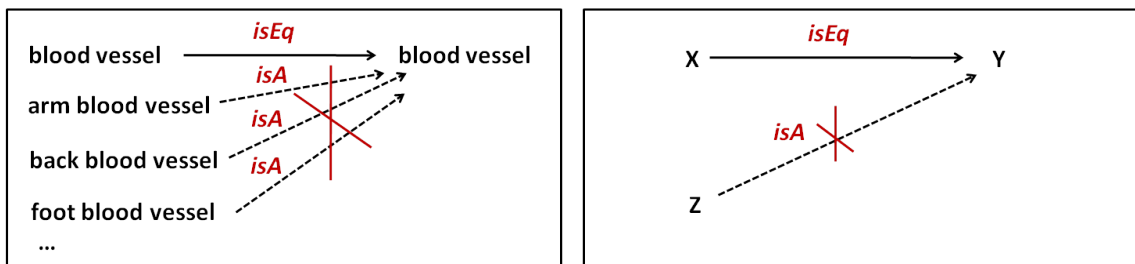 isEq
blood vessel blood vessel
isA
arm blood vessel
isA
back blood vessel
isA
foot blood vessel
...
isEq
X Y
isA
Z